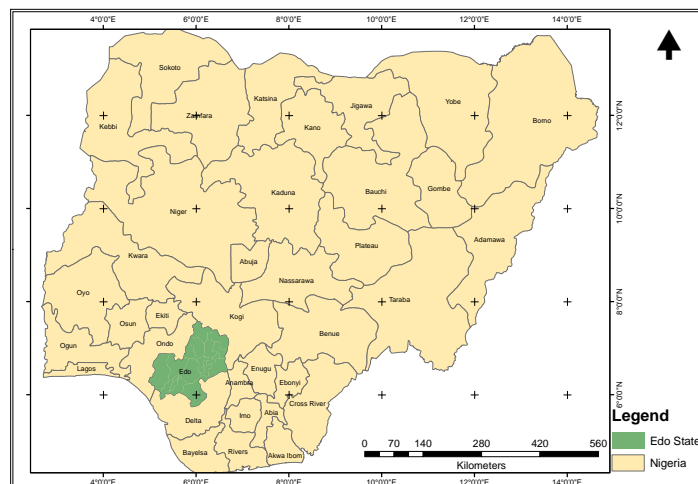 4°0'0"E 6°0'0"E 8°0'0"E 10°0'0"E 12°0'0"E 14°0'0"E
Sokoto
Katsina Jigawa Yobe
Zamfara
Kebbi Kano Borno
12°0'0"N
Kaduna Bauchi Gombe
Niger
10°0'0"N
Adamawa
Plateau
Kwara Abuja
Nassarawa
Oyo Taraba
8°0'0"N
Osun Ekiti Kogi
Benue
Ogun Ondo
Lagos Edo Enugu
Anambra Ebonyi
6°0'0"N
Cross River
Delta Imo Abia
Bayelsa Rivers Akwa Ibom
Legend
Edo State
Nigeria
0 70 140 280 420 560
Kilometers
4°0'0"E 6°0'0"E 8°0'0"E 10°0'0"E 12°0'0"E 14°0'0"E